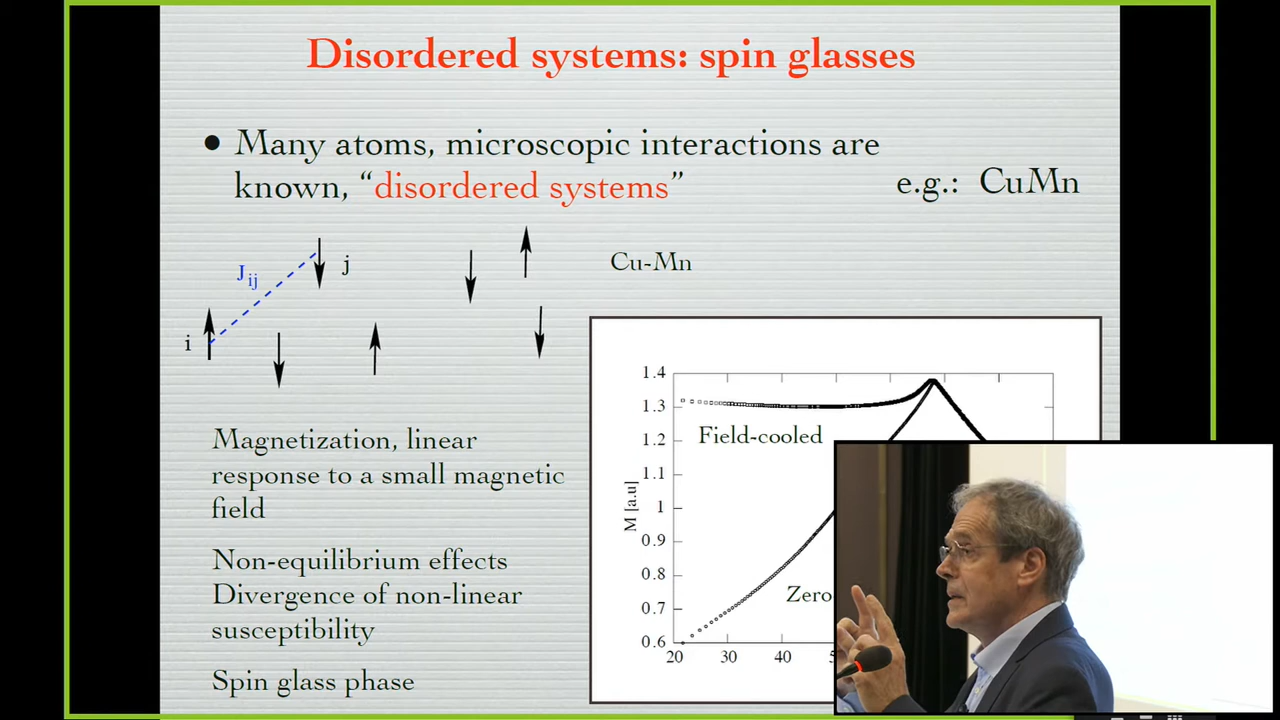 Disordered systems: spin glasses
• Many atoms, microscopic interactions are
known, “disordered systems”
e.g.: CuMn
Jij
j
i
Cu-Mn
Magnetization, linear
response to a small magnetic
field
Non-equilibrium effects
Divergence of non-linear
susceptibility
Spin glass phase
1.4
1.3
1.2
1.1
1
0.9
0.8
0.7
0.6
M [a.u]
Field-cooled
Zero
20 30 40